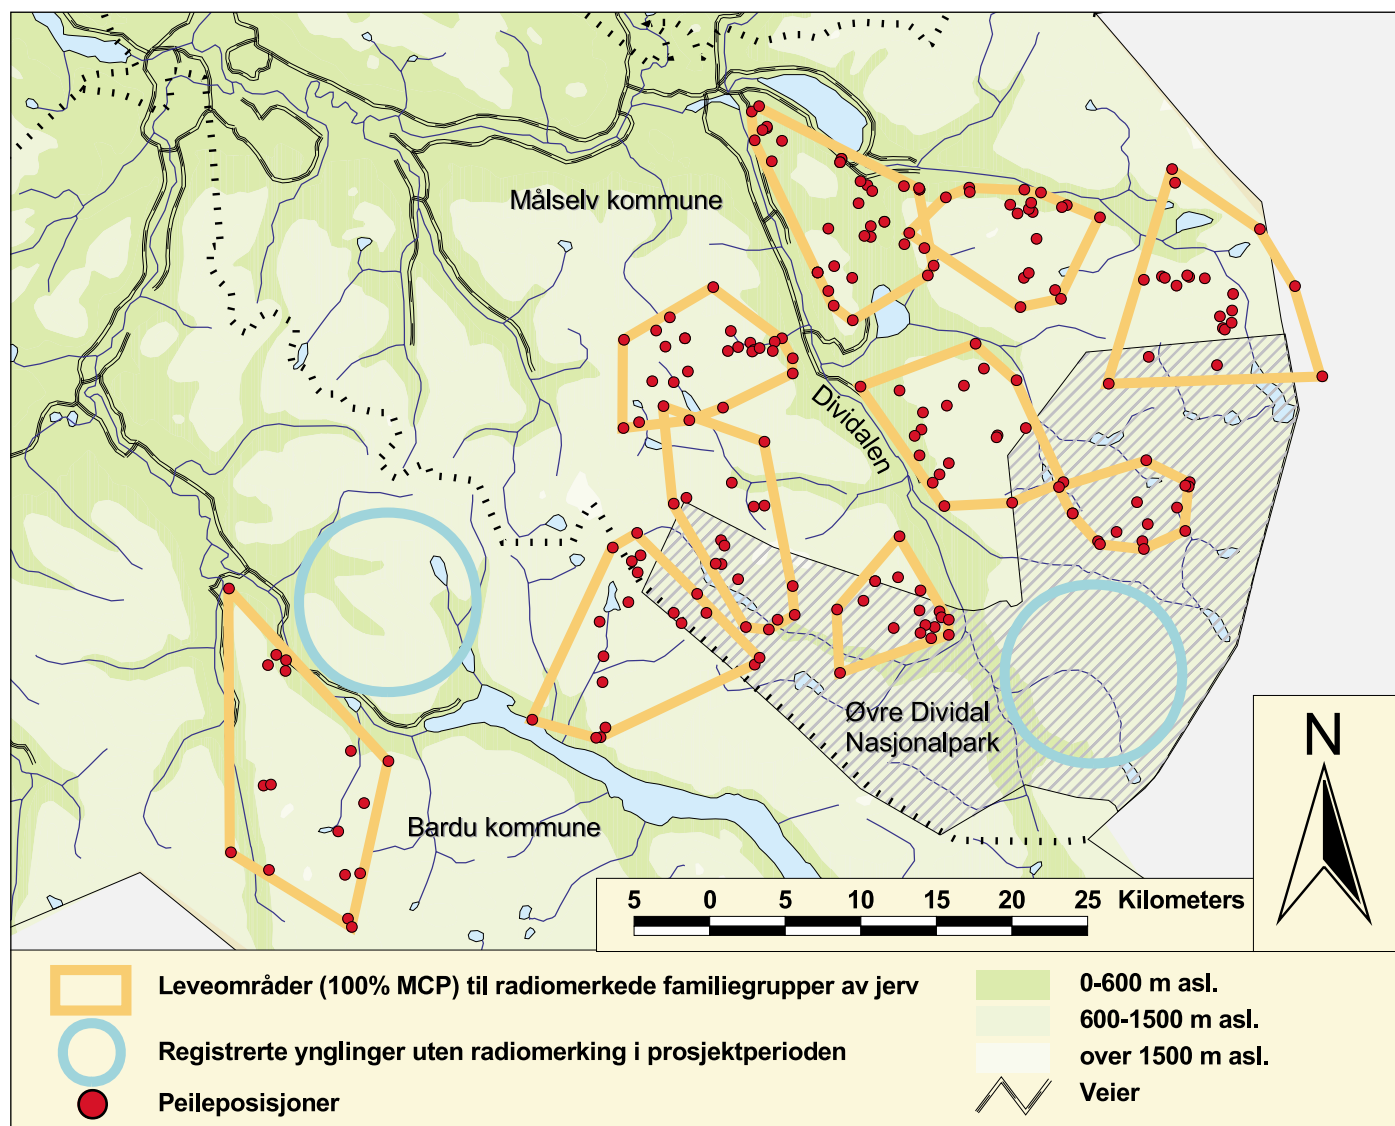 Målselv kommune
Dividalen
Øvre Dividal
Nasjonalpark
N
Bardu kommune
5 0 5 10 15 20 25 Kilometers
Leveområder (100% MCP) til radiomerkede familiegrupper av jerv
Registrerte ynglinger uten radiomerking i prosjektperioden
Peileposisjoner
0-600 m asl.
600-1500 m asl.
over 1500 m asl.
Veier